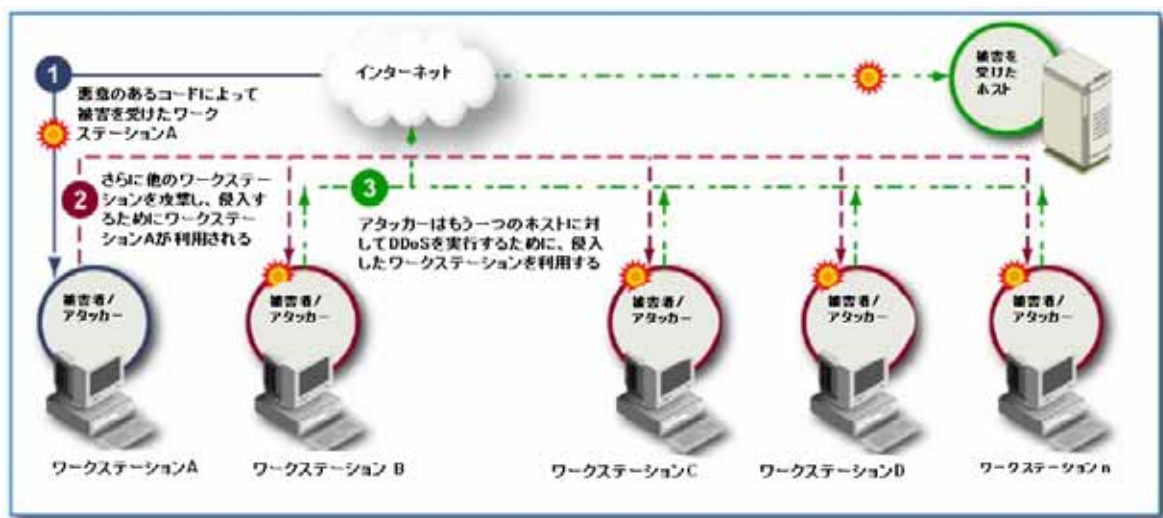 1
悪意のあるコードによって
被害を受けたワーク
ステーションA
インターネット
被害を
受けた
ホスト
2
さらに他のワークステー
ションを攻撃し、侵入す
るためにワークステー
ションAが利用される
3
アタッカーはもう一つのホストに対
してDDoSを実行するために、侵入
したワークステーションを利用する
被害者/
アタッカー
被害者/
アタッカー
被害者/
アタッカー
被害者/
アタッカー
被害者/
アタッカー
ワークステーションA
ワークステーション B
ワークステーションC
ワークステーションD
ワークステーション n